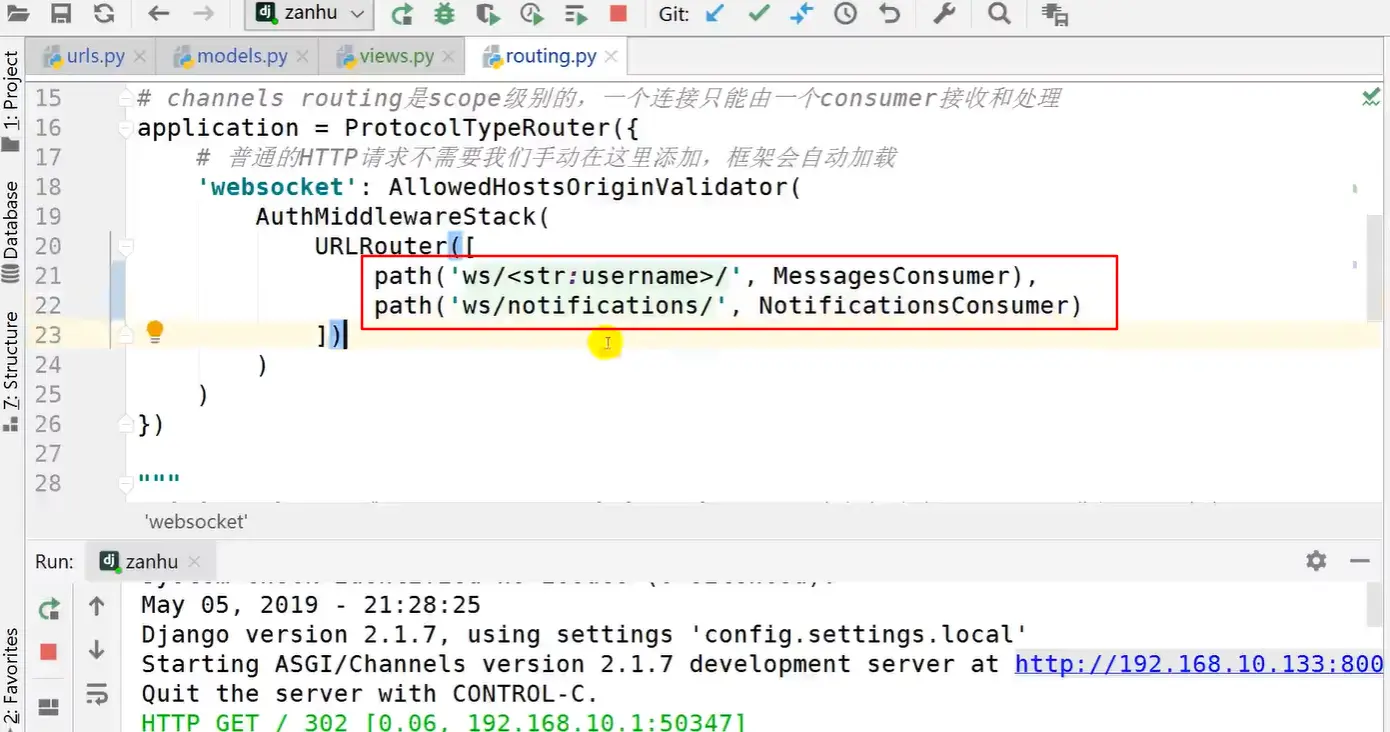 zanhu
Git:
urls.py
models.py
views.py
routing.py
1: Project
Database
7: Structure
2: Favorites
15 # channels routing是scope级别的，一个连接只能由一个consumer接收和处理
16 application = ProtocolTypeRouter({
17 # 普通的HTTP请求不需要我们手动在这里添加，框架会自动加载
18 'websocket': AllowedHostsOriginValidator(
19 AuthMiddlewareStack(
20 URLRouter([
21 path('ws/<str:username>/', MessagesConsumer),
22 path('ws/notifications/', NotificationsConsumer)
23 ])
24 )
25 )
26 })
27
28 """
'websocket'
Run: zanhu
May 05, 2019 - 21:28:25
Django version 2.1.7, using settings 'config.settings.local'
Starting ASGI/Channels version 2.1.7 development server at http://192.168.10.133:800
Quit the server with CONTROL-C.
HTTP GET / 302 [0.06, 192.168.10.1:50347]